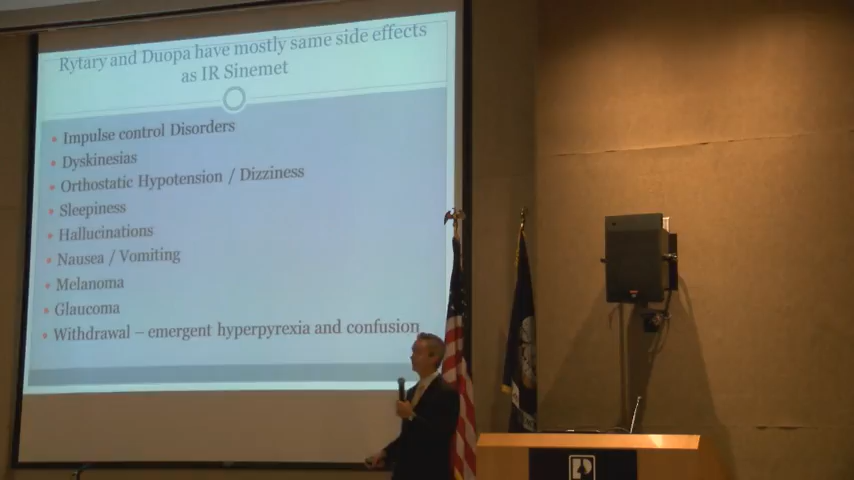 Rytary and Duopa have mostly same side effects
as IR Sinemet
Impulse control Disorders
Dyskinesias
Orthostatic Hypotension / Dizziness
Sleepiness
Hallucinations
Nausea / Vomiting
Melanoma
Glaucoma
Withdrawal – emergent hyperpyrexia and confusion